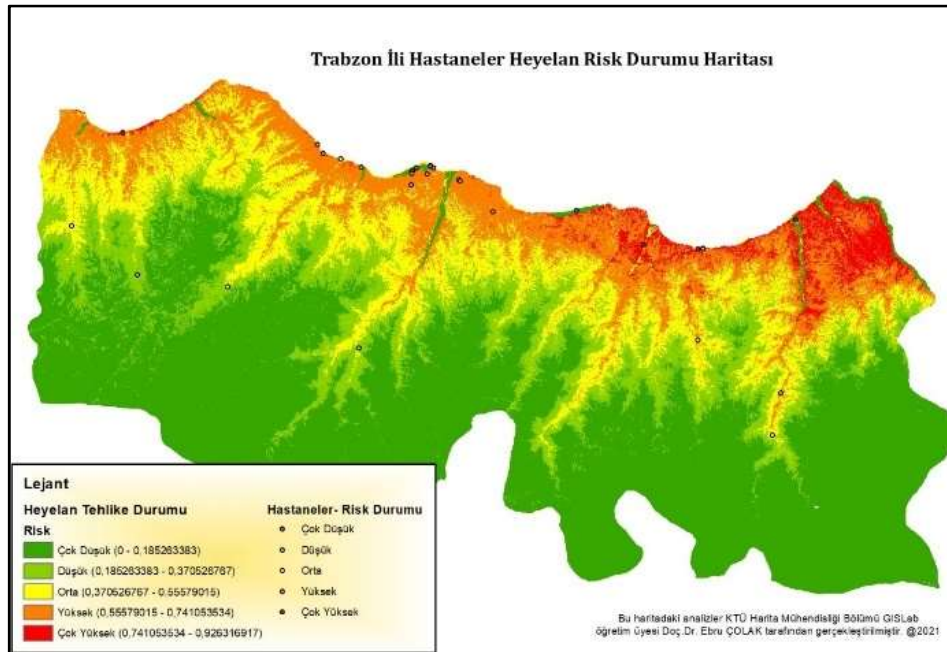 Trabzon İli Hastaneler Heyelan Risk Durumu Haritası
Lejant
Heyelan Tehlike Durumu
Risk
Çok Düşük (0 - 0,185263383)
Düşük (0,185263383 - 0,370526767)
Orta (0,370526767 - 0,55579015)
Yüksek (0,55579015 - 0,741053534)
Çok Yüksek (0,741053534 - 0,926316917)
Hastaneler- Risk Durumu
Çok Düşük
Düşük
Orta
Yüksek
Çok Yüksek
Bu haritadaki analizler KTÜ Harita Mühendisliği Bölümü GISLab
öğretim üyesi Doç.Dr. Ebru ÇOLAK tarafından gerçekleştirilmiştir. @2021